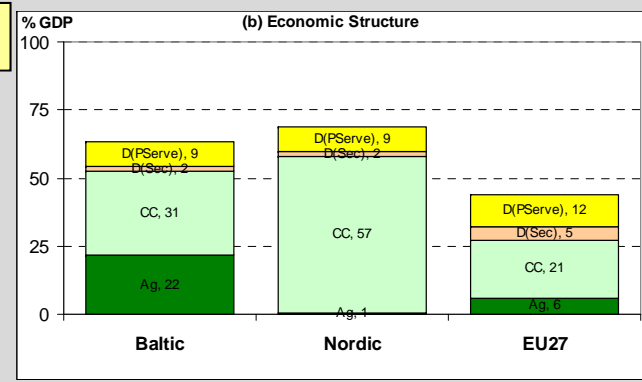 % GDP
(b) Economic Structure
100
75
50
25
0
D(PServe), 9
D(Sec), 2
CC, 31
Ag, 22
D(PServe), 9
D(Sec), 2
CC, 57
Ag, 1
D(PServe), 12
D(Sec), 5
CC, 21
Ag, 6
Baltic
Nordic
EU27